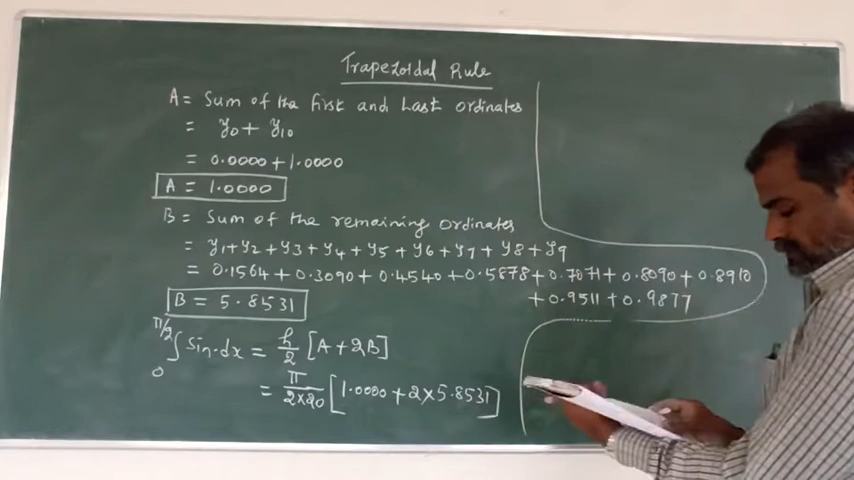 Trapezoidal Rule
A = Sum of the first and Last ordinates
= y0 + y10
= 0.0000 + 1.0000
A = 1.0000
B = Sum of the remaining ordinates
= y1 + y2 + y3 + y4 + y5 + y6 + y7 + y8 + y9
= 0.1564 + 0.3090 + 0.4540 + 0.5878 + 0.7071 + 0.8090 + 0.8910
+ 0.9511 + 0.9877
B = 5.8531
∫₀^π/2 Sin.dx = h/2 [A + 2B]
= π/2×20 [1.0000 + 2×5.8531]